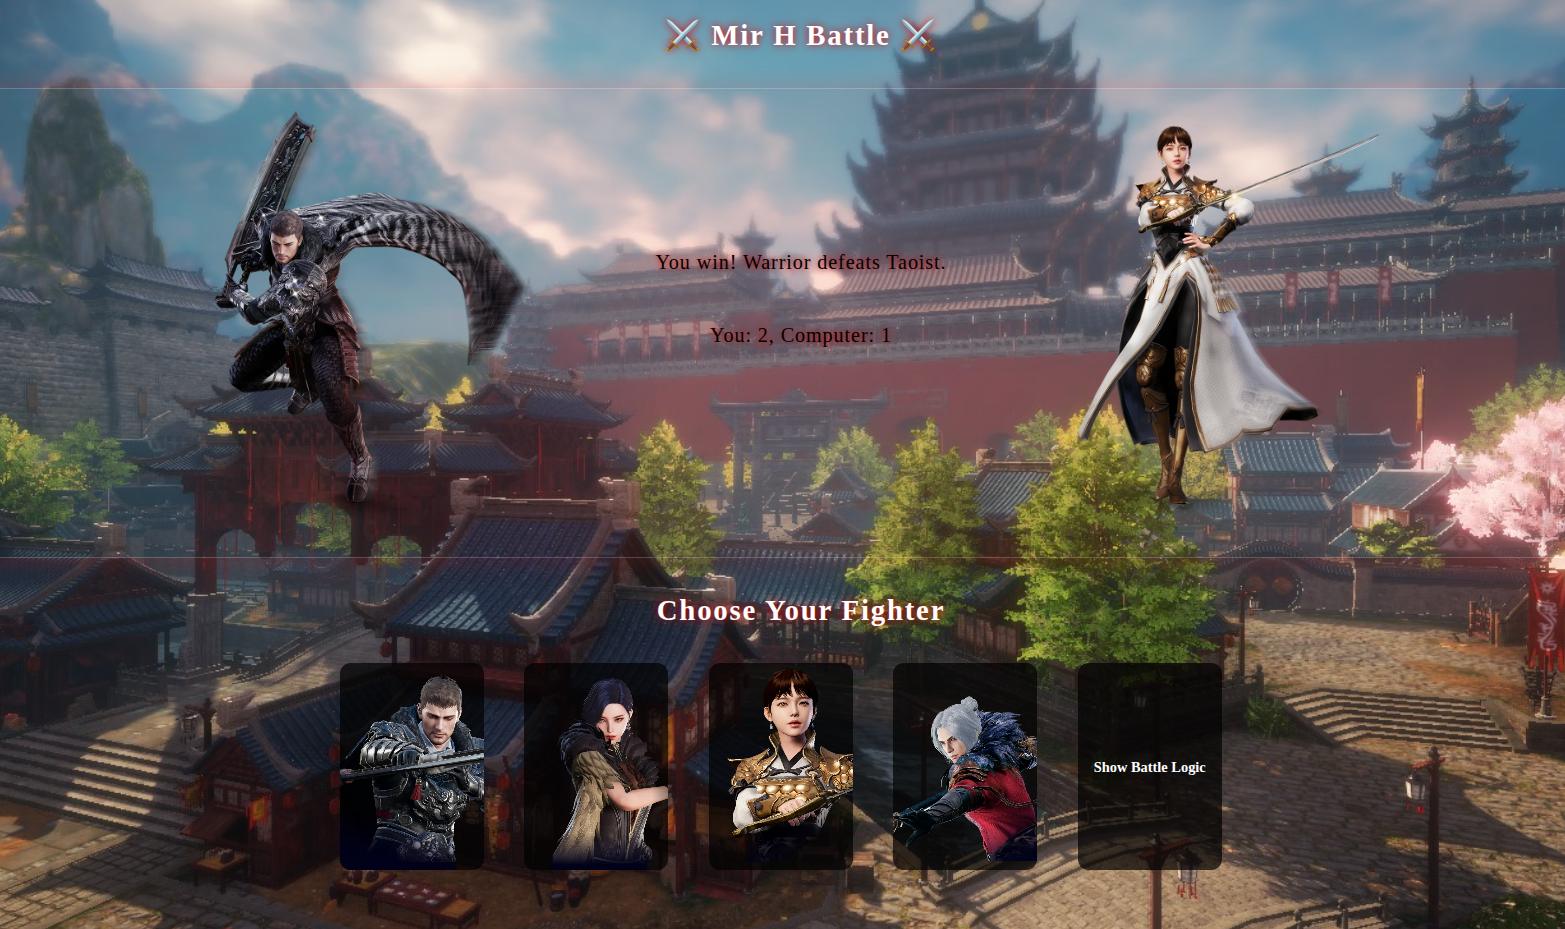 ⚔️ Mir H Battle ⚔️
You win! Warrior defeats Taoist.
You: 2, Computer: 1
Choose Your Fighter
Show Battle Logic